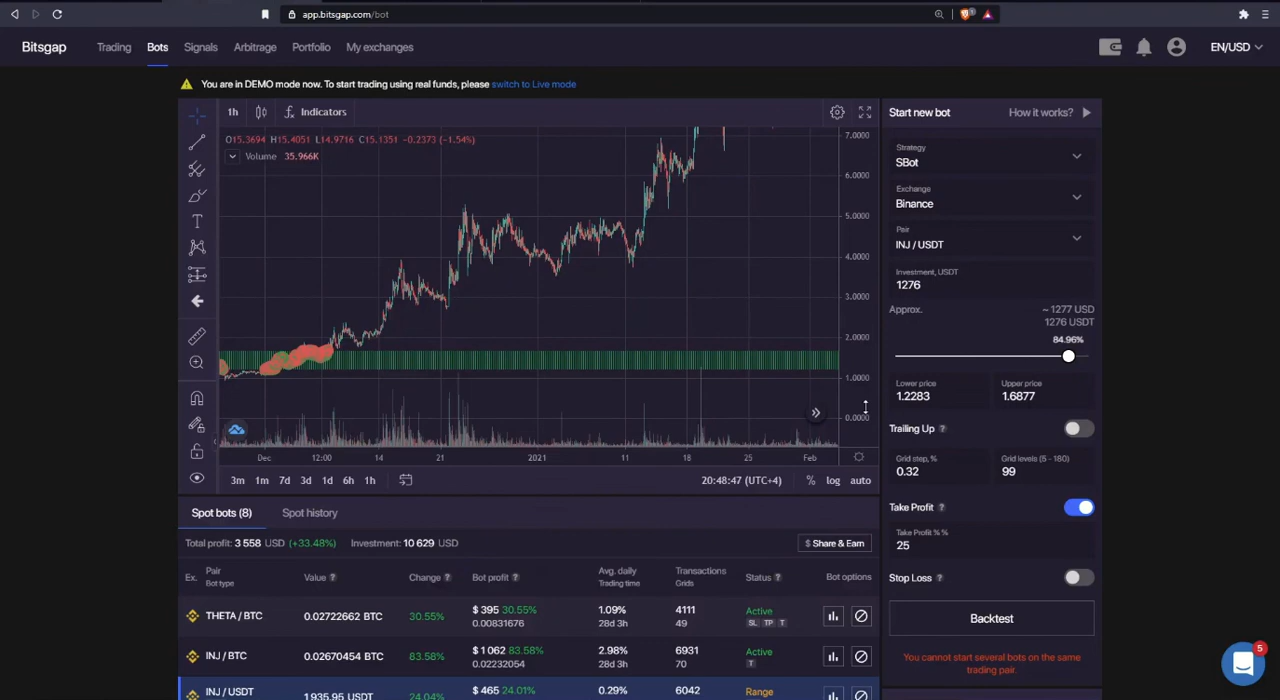 app.bitsgap.com/bot
Bitsgap Trading Bots Signals Arbitrage Portfolio My exchanges EN/USD
You are in DEMO mode now. To start trading using real funds, please switch to Live mode
1h Indicators
O15.3694 H15.4051 L14.9716 C15.1351 -0.2373 (-1.54%)
Volume 35.966K
7.0000
6.0000
5.0000
4.0000
3.0000
2.0000
1.0000
0.0000
Dec 12:00 14 21 2021 11 18 25 Feb
3m 1m 7d 3d 1d 6h 1h 20:48:47 (UTC+4) % log auto
Start new bot How it works?
Strategy
SBot
Exchange
Binance
Pair
INJ / USDT
Investment, USDT
1276
Approx. ~ 1277 USD
1276 USDT
84.96%
Lower price Upper price
1.2283 1.6877
Trailing Up ?
Grid step, % Grid levels (5 - 180)
0.32 99
Take Profit ?
Take Profit % %
25
Stop Loss ?
Backtest
You cannot start several bots on the same
trading pair.
5
Spot bots (8) Spot history
Total profit: 3 558 USD (+33.48%) Investment: 10 629 USD $ Share & Earn
Ex. Pair Value ? Change ? Bot profit ? Avg. daily Transactions Status ? Bot options
Bot type Trading time Grids
THETA / BTC 0.02722662 BTC 30.55% $ 395 30.55% 1.09% 4111 Active
0.00831676 28d 3h 49 SL TP T
INJ / BTC 0.02670454 BTC 83.58% $ 1 062 83.58% 2.98% 6931 Active
0.02232054 28d 3h 70 T
INJ / USDT 1 935.95 USDT 24.04% $ 465 24.01% 0.29% 6042 Range